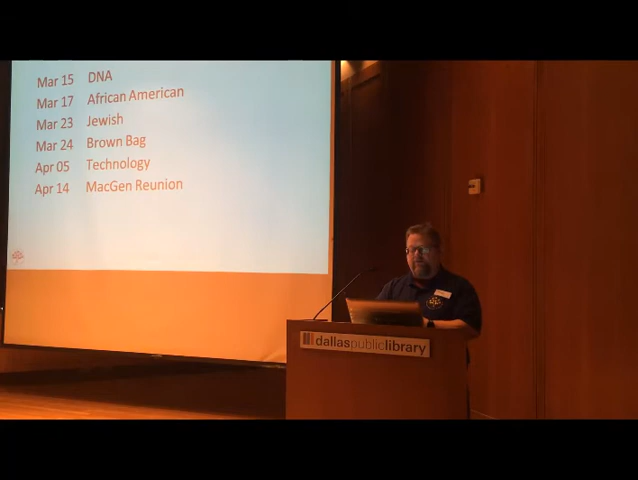 Mar 15 DNA
Mar 17 African American
Mar 23 Jewish
Mar 24 Brown Bag
Apr 05 Technology
Apr 14 MacGen Reunion
dallaspubliclibrary